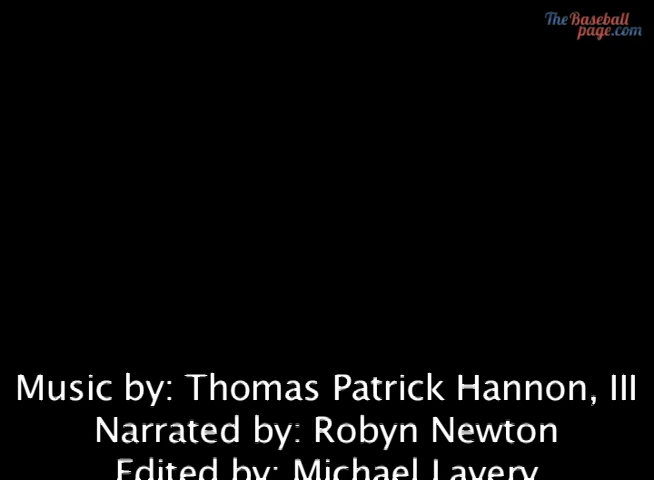 The Baseball
page.com
Music by: Thomas Patrick Hannon, III
Narrated by: Robyn Newton
Edited by: Michael Lavery